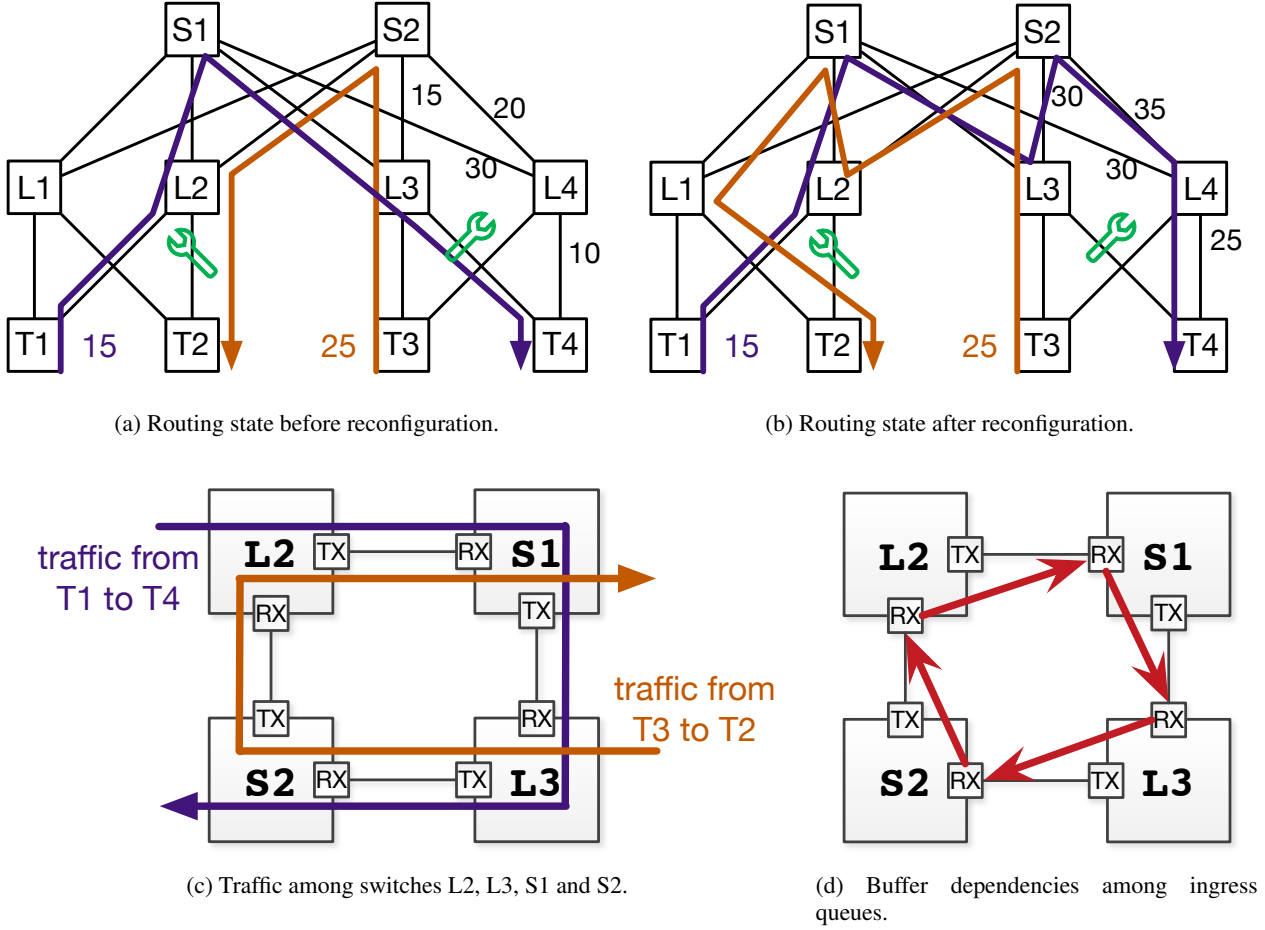 S1 S2
15
20
L1 L2 L3 L4
30
10
T1 T2 T3 T4
15
25
(a) Routing state before reconfiguration.
S1 S2
30
35
L1 L2 L3 L4
30
25
T1 T2 T3 T4
15
25
(b) Routing state after reconfiguration.
traffic from
T1 to T4
L2 TX RX S1
RX TX
traffic from
T3 to T2
TX RX
S2 RX TX L3
(c) Traffic among switches L2, L3, S1 and S2.
L2 TX RX S1
RX TX
TX RX
S2 RX TX L3
(d) Buffer dependencies among ingress
queues.